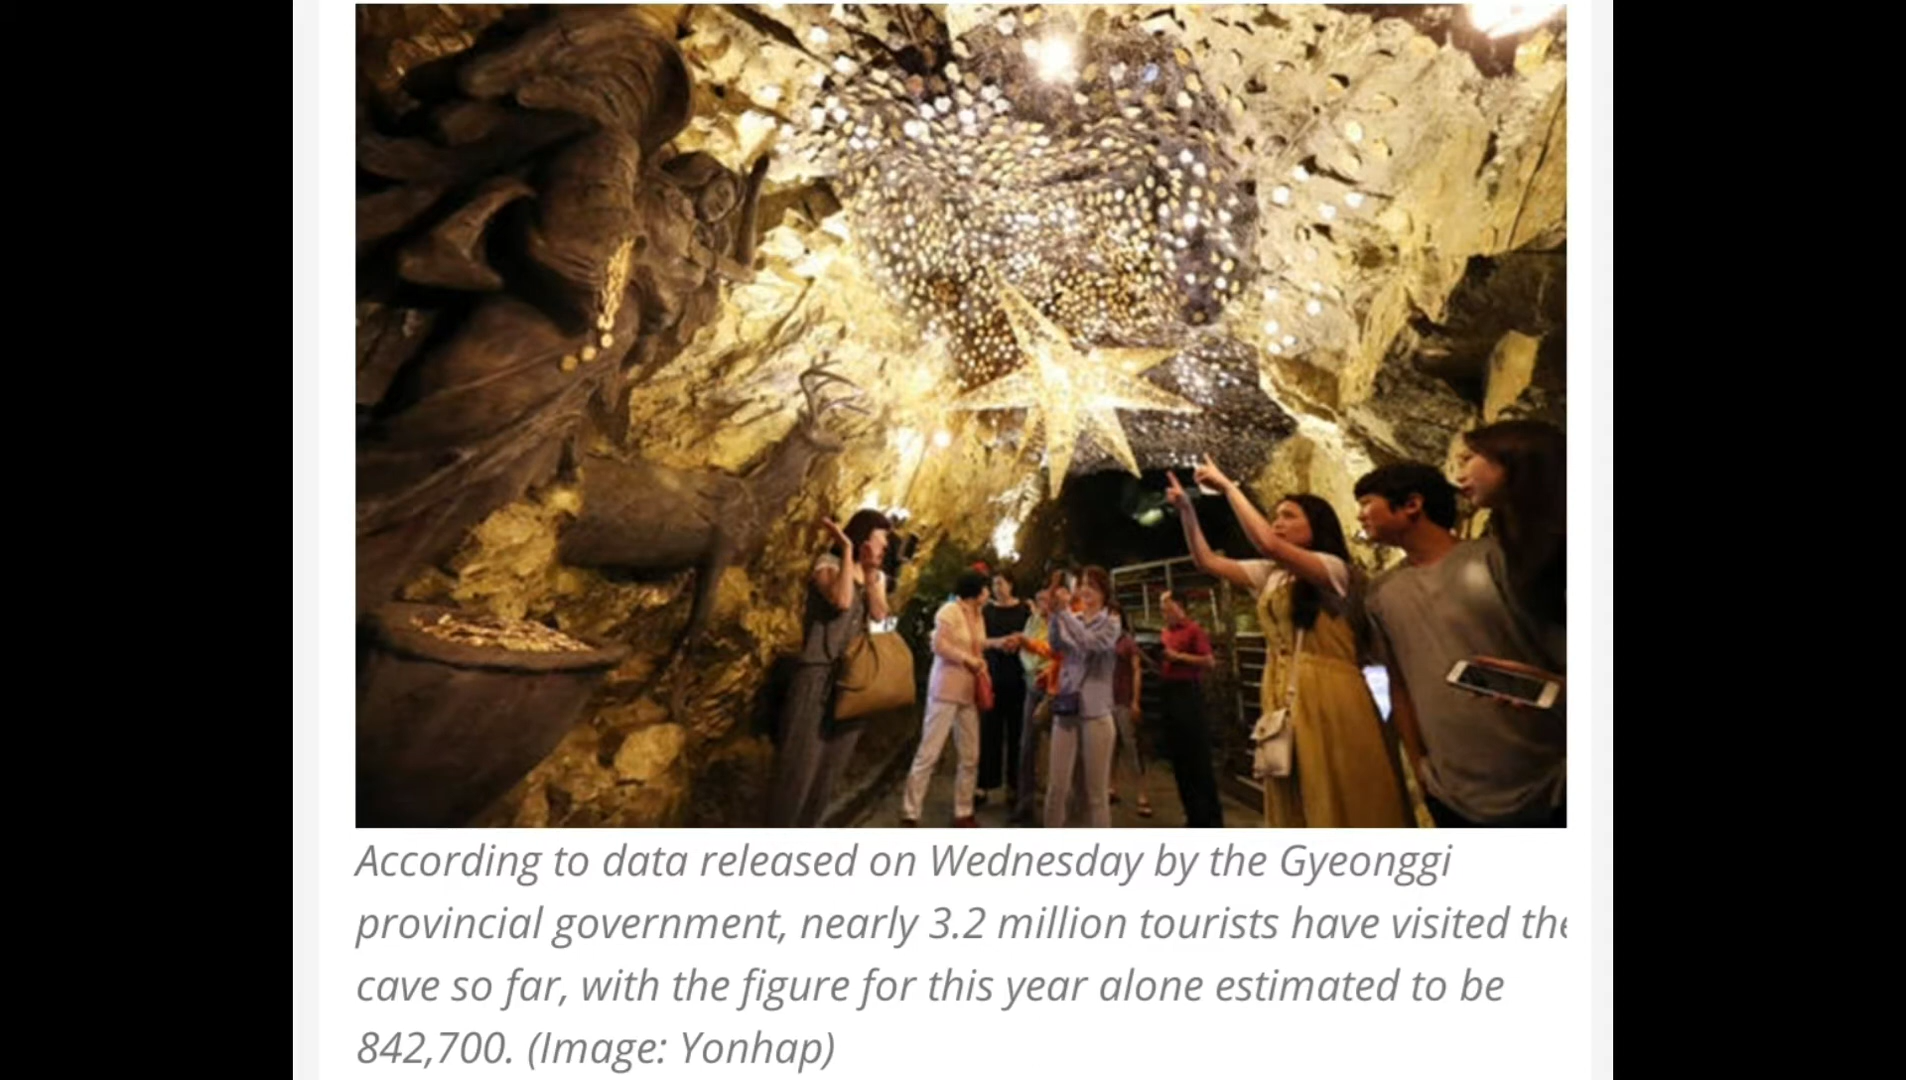 According to data released on Wednesday by the Gyeonggi
provincial government, nearly 3.2 million tourists have visited the
cave so far, with the figure for this year alone estimated to be
842,700. (Image: Yonhap)